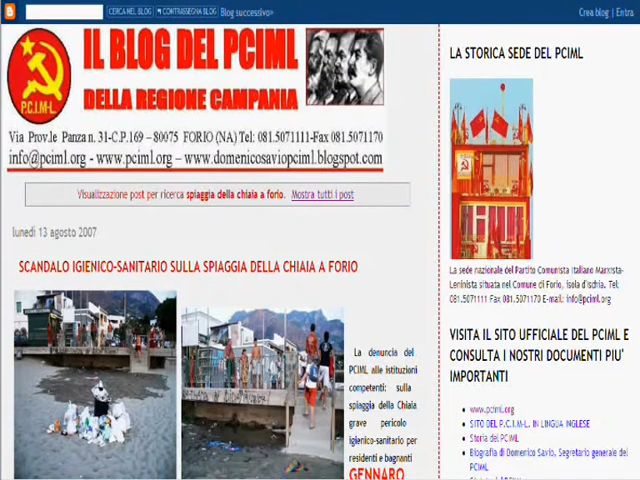 CERCA NEL BLOG
CONTRASSEGNA BLOG
Blog successivo»
Crea blog | Entra
P.C.I.M-L.
IL BLOG DEL PCIML
DELLA REGIONE CAMPANIA
Via Prov.le Panza n. 31-C.P.169 – 80075 FORIO (NA) Tel: 081.5071111-Fax 081.5071170
info@pciml.org - www.pciml.org – www.domenicosaviopciml.blogspot.com
Visualizzazione post per ricerca spiaggia della chiaia a forio. Mostra tutti i post
lunedì 13 agosto 2007
SCANDALO IGIENICO-SANITARIO SULLA SPIAGGIA DELLA CHIAIA A FORIO
La denuncia del
PCIML alle istituzioni
competenti: sulla
spiaggia della Chiaia
grave pericolo
igienico-sanitario per
residenti e bagnanti
GENNARO
LA STORICA SEDE DEL PCIML
La sede nazionale del Partito Comunista Italiano Marxista-
Leninista situata nel Comune di Forio, isola d'Ischia. Tel.
081.5071111 Fax 081.5071170 E-mail: info@pciml.org
VISITA IL SITO UFFICIALE DEL PCIML E
CONSULTA I NOSTRI DOCUMENTI PIU'
IMPORTANTI
www.pciml.org
SITO DEL P.C.I.M-L. IN LINGUA INGLESE
Storia del PCIML
Biografia di Domenico Savio, Segretario generale del
PCIML